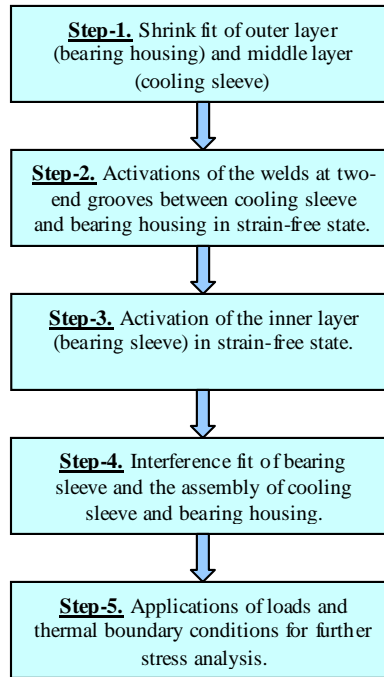 Step-1. Shrink fit of outer layer
(bearing housing) and middle layer
(cooling sleeve)
Step-2. Activations of the welds at two-
end grooves between cooling sleeve
and bearing housing in strain-free state.
Step-3. Activation of the inner layer
(bearing sleeve) in strain-free state.
Step-4. Interference fit of bearing
sleeve and the assembly of cooling
sleeve and bearing housing.
Step-5. Applications of loads and
thermal boundary conditions for further
stress analysis.